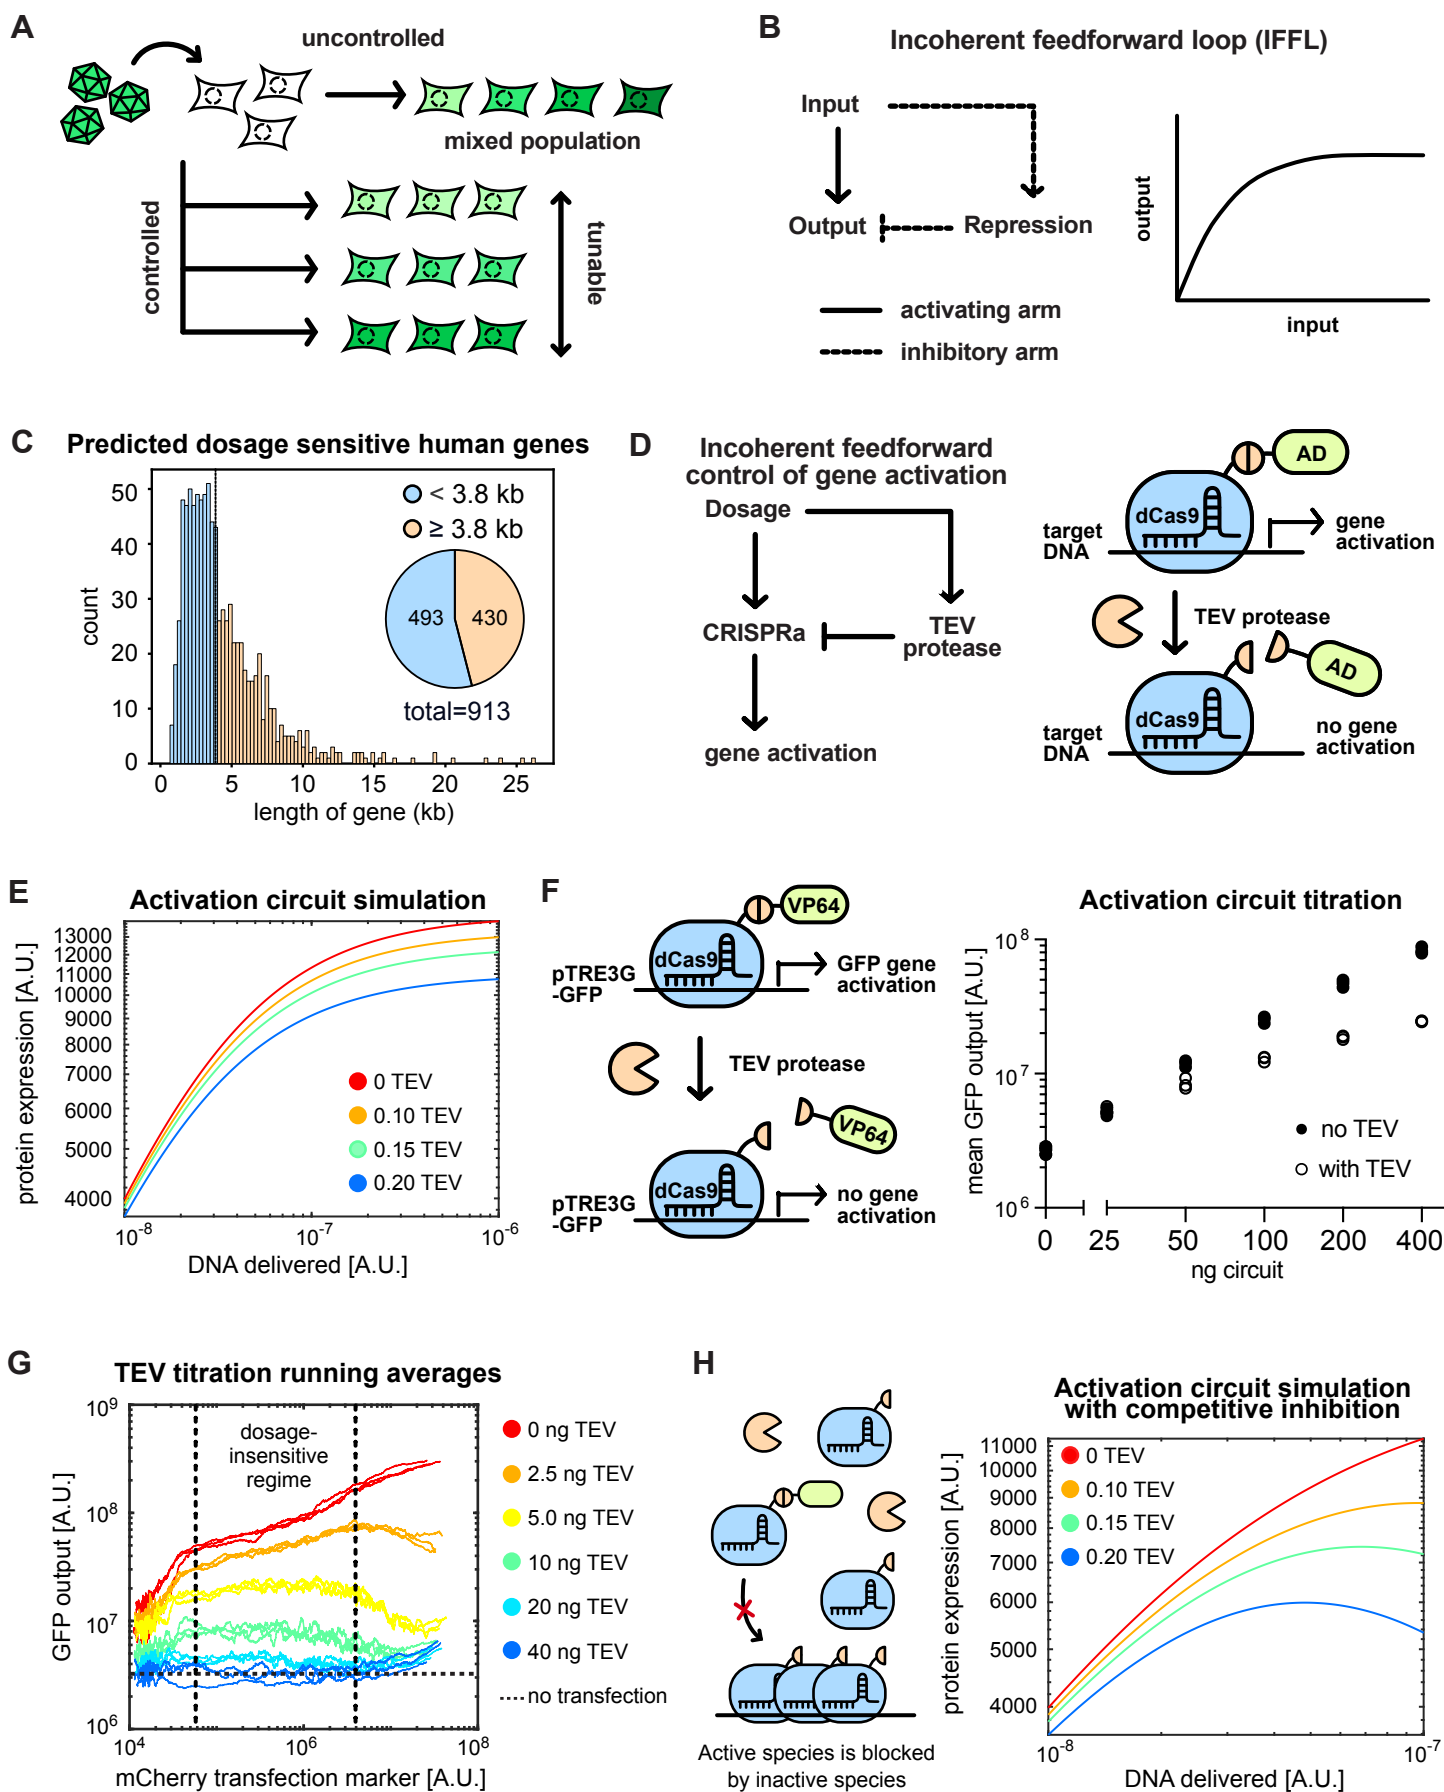 A
uncontrolled
mixed population
controlled
tunable
B
Incoherent feedforward loop (IFFL)
Input
Output
Repression
activating arm
inhibitory arm
output
input
C
Predicted dosage sensitive human genes
< 3.8 kb
≥ 3.8 kb
493
430
total=913
count
50
40
30
20
10
0
0 5 10 15 20 25
length of gene (kb)
D
Incoherent feedforward
control of gene activation
Dosage
CRISPRa
TEV
protease
gene activation
AD
dCas9
target
DNA
gene
activation
TEV protease
AD
dCas9
target
DNA
no gene
activation
E
Activation circuit simulation
protein expression [A.U.]
13000
12000
11000
10000
9000
8000
7000
6000
5000
4000
0 TEV
0.10 TEV
0.15 TEV
0.20 TEV
10-8 10-7 10-6
DNA delivered [A.U.]
F
VP64
dCas9
pTRE3G
-GFP
GFP gene
activation
TEV protease
VP64
dCas9
pTRE3G
-GFP
no gene
activation
Activation circuit titration
mean GFP output [A.U.]
108
107
106
no TEV
with TEV
0 25 50 100 200 400
ng circuit
G
TEV titration running averages
GFP output [A.U.]
109
108
107
106
dosage-
insensitive
regime
0 ng TEV
2.5 ng TEV
5.0 ng TEV
10 ng TEV
20 ng TEV
40 ng TEV
no transfection
104 106 108
mCherry transfection marker [A.U.]
H
Active species is blocked
by inactive species
Activation circuit simulation
with competitive inhibition
protein expression [A.U.]
11000
10000
9000
8000
7000
6000
5000
4000
0 TEV
0.10 TEV
0.15 TEV
0.20 TEV
10-8 10-7
DNA delivered [A.U.]